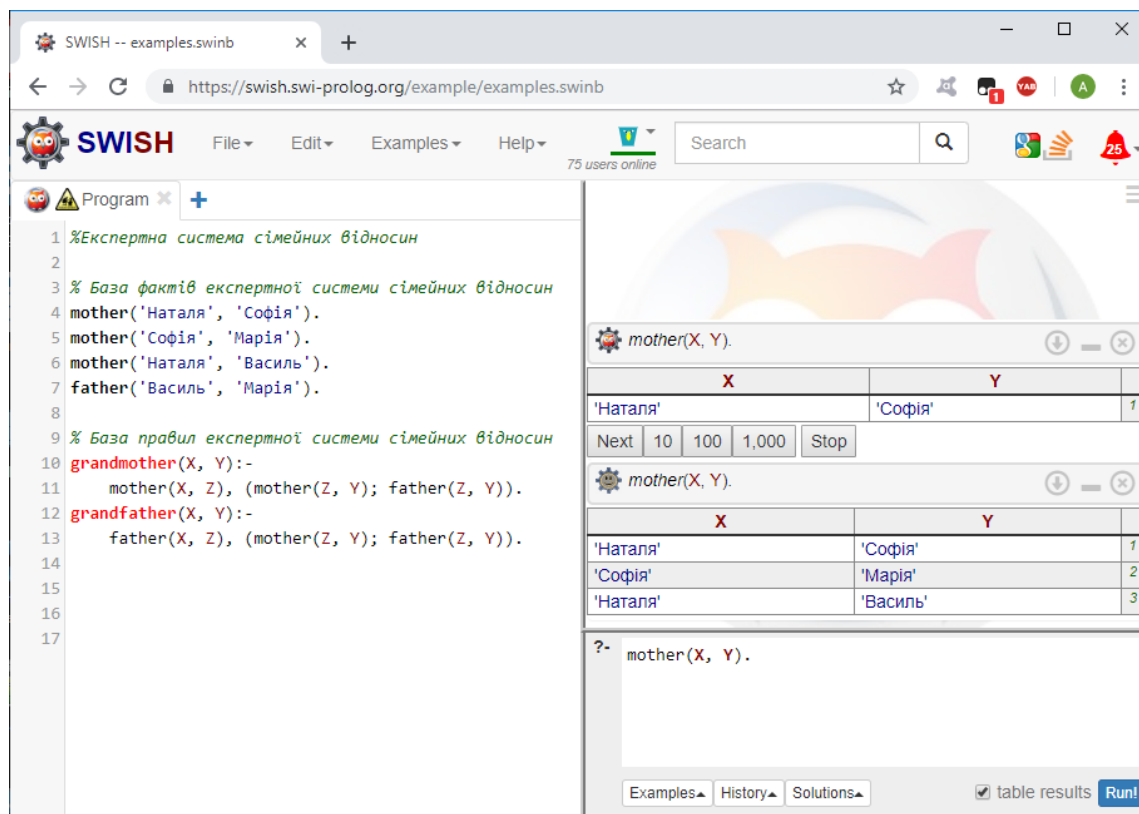 SWISH -- examples.swinb
https://swish.swi-prolog.org/example/examples.swinb
1
YAB
A
SWISH File Edit Examples Help
75 users online
Search
25
Program
1 %Експертна система сімейних відносин
2
3 % База фактів експертної системи сімейних відносин
4 mother('Наталя', 'Софія').
5 mother('Софія', 'Марія').
6 mother('Наталя', 'Василь').
7 father('Василь', 'Марія').
8
9 % База правил експертної системи сімейних відносин
10 grandmother(X, Y):-
11 mother(X, Z), (mother(Z, Y); father(Z, Y)).
12 grandfather(X, Y):-
13 father(X, Z), (mother(Z, Y); father(Z, Y)).
14
15
16
17
mother(X, Y).
X Y
'Наталя' 'Софія' 1
Next 10 100 1,000 Stop
mother(X, Y).
X Y
'Наталя' 'Софія' 1
'Софія' 'Марія' 2
'Наталя' 'Василь' 3
?- mother(X, Y).
Examples History Solutions table results Run!